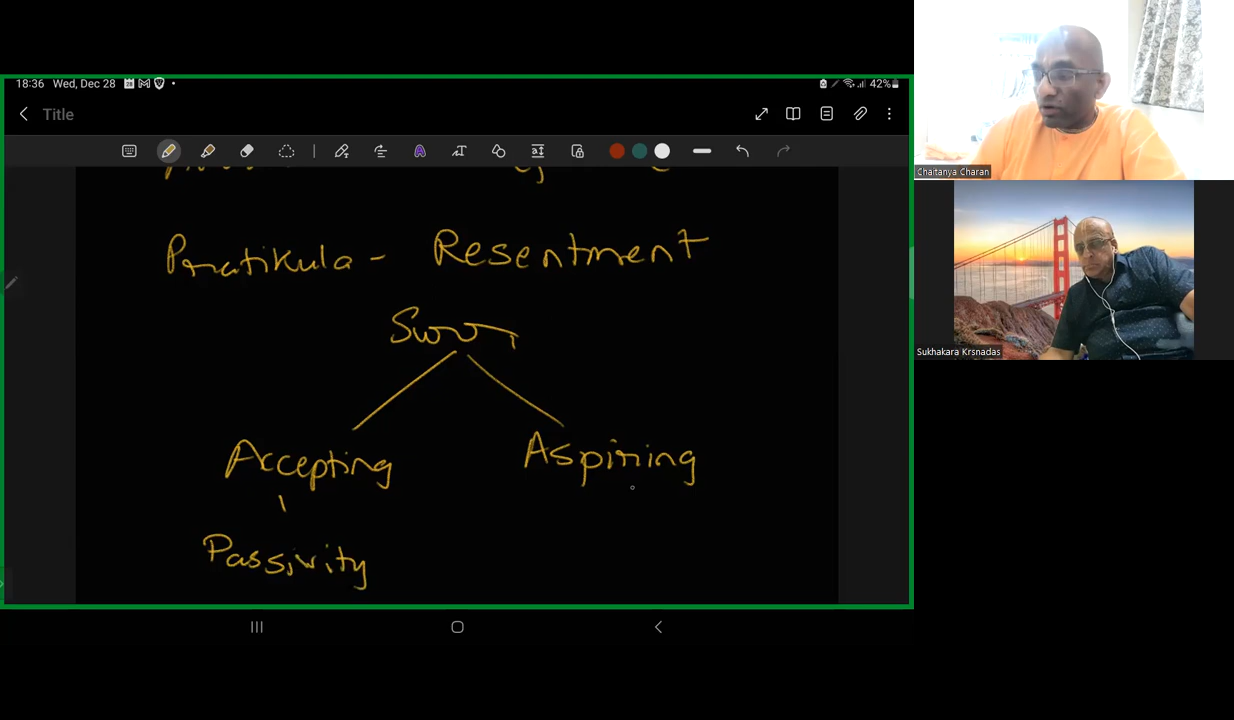 18:36 Wed, Dec 28 42%
Title
Pratikula - Resentment
Accepting Aspiring
Passivity
Chaitanya Charan
Sukhakara Krsnadas